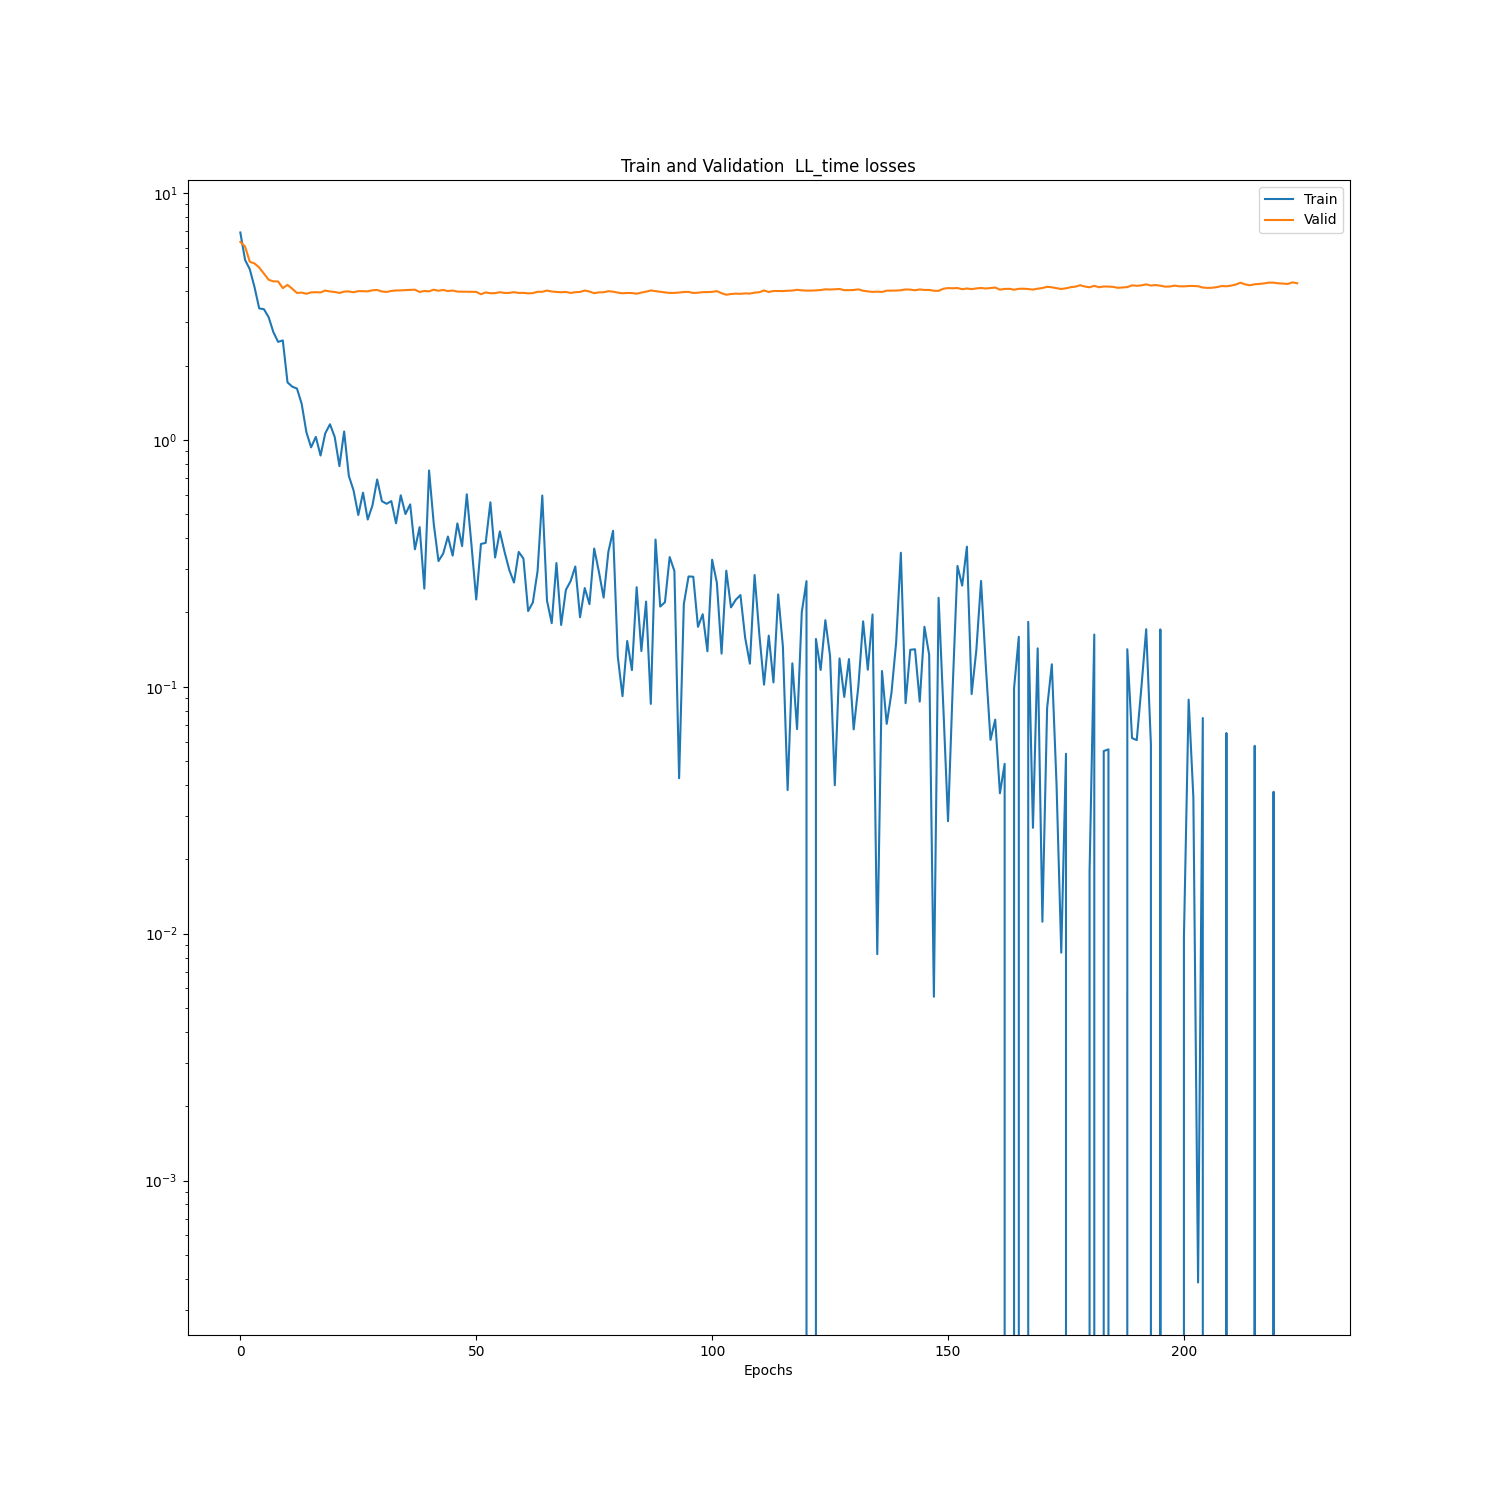 Train and Validation  LL_time losses
Train
Valid
10¹
10⁰
10⁻¹
10⁻²
10⁻³
0 50 100 150 200
Epochs